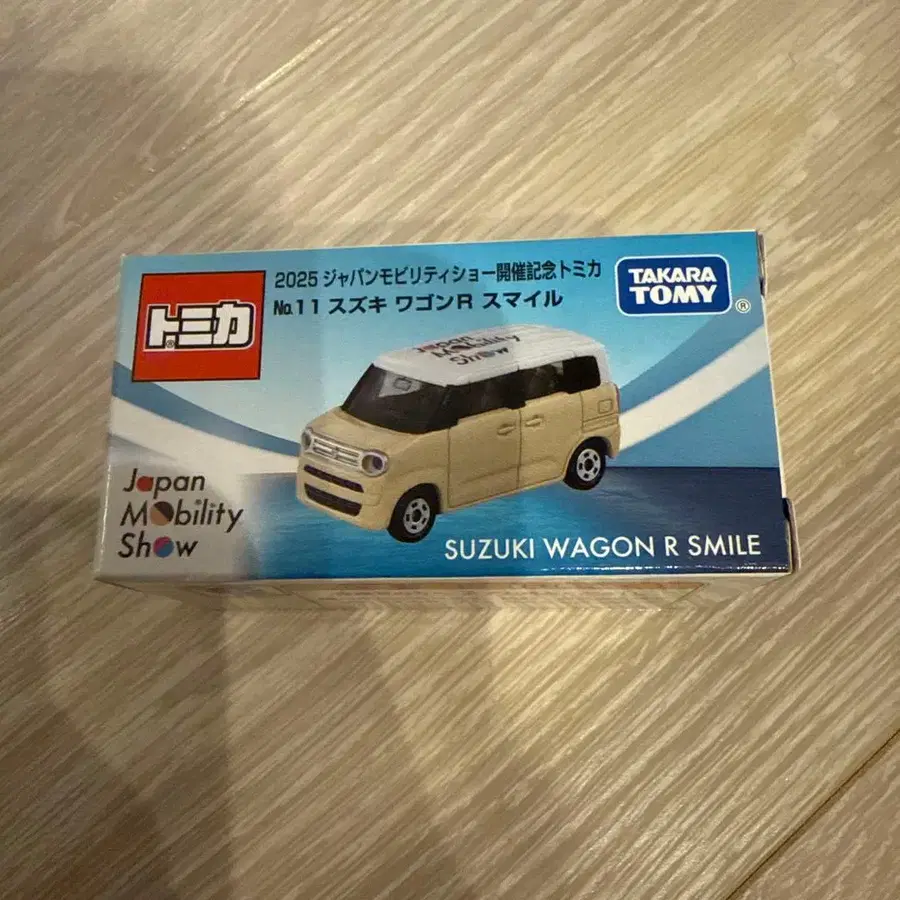 2025 ジャパンモビリティショー開催記念トミカ
No.11 スズキ ワゴンR スマイル
トミカ®
TAKARA
TOMY®
Japan
Mobility
Show
Japan
Mobility
Show
SUZUKI WAGON R SMILE